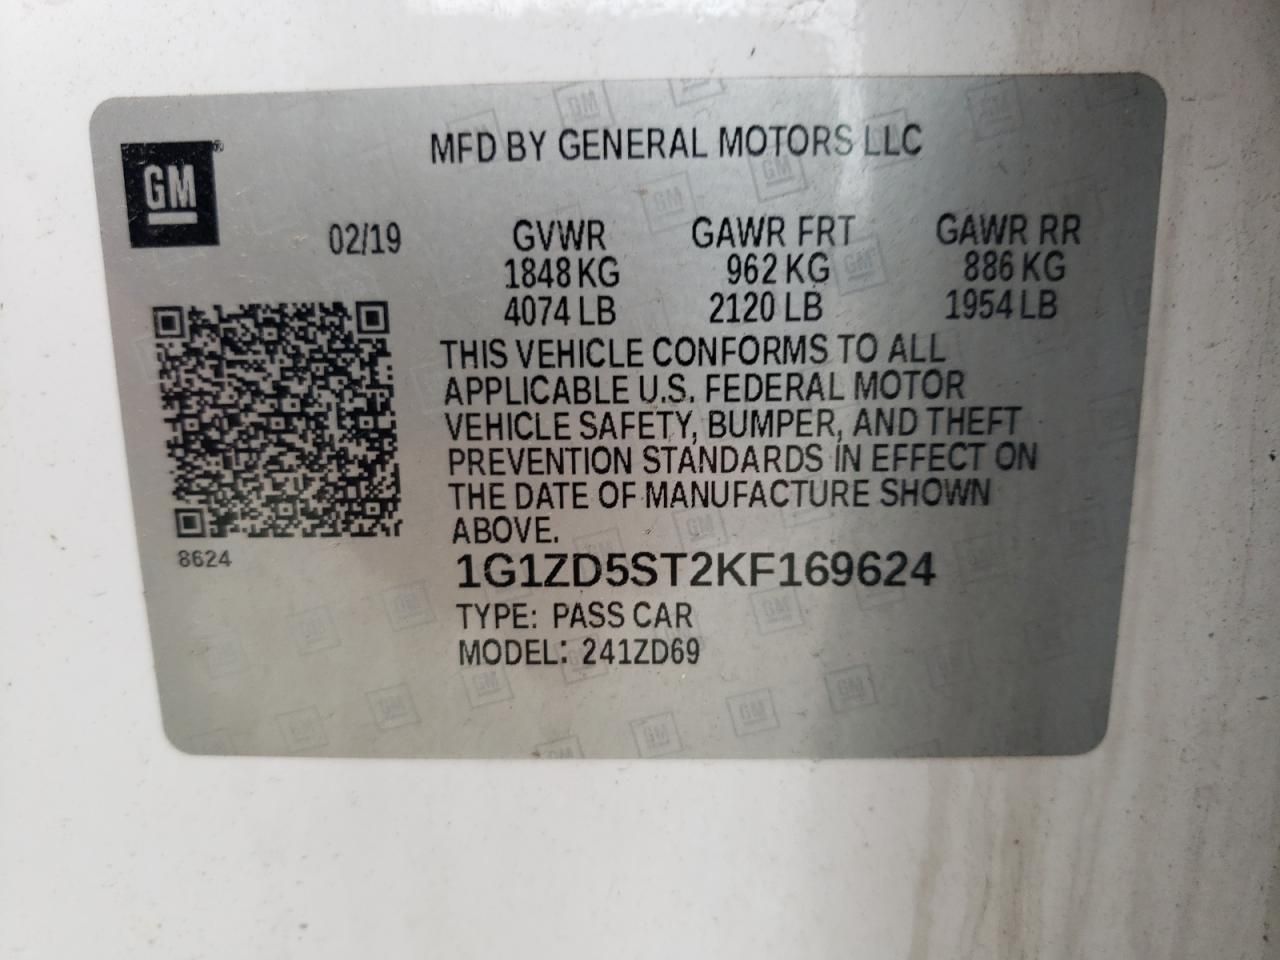 MFD BY GENERAL MOTORS LLC
GM®
02/19 GVWR GAWR FRT GAWR RR
1848 KG 962 KG 886 KG
4074 LB 2120 LB 1954 LB
THIS VEHICLE CONFORMS TO ALL
APPLICABLE U.S. FEDERAL MOTOR
VEHICLE SAFETY, BUMPER, AND THEFT
PREVENTION STANDARDS IN EFFECT ON
THE DATE OF MANUFACTURE SHOWN
ABOVE.
8624
1G1ZD5ST2KF169624
TYPE: PASS CAR
MODEL: 241ZD69